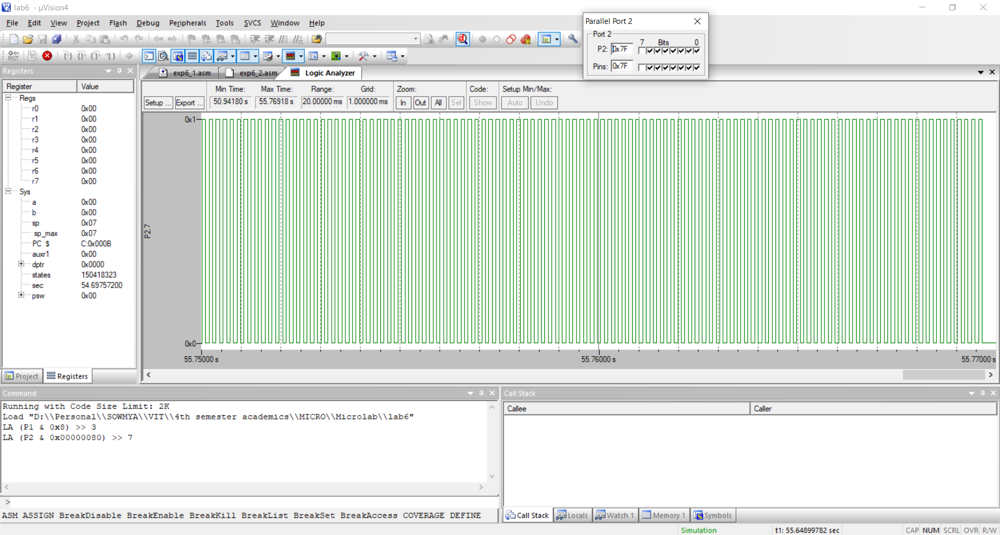 lab6 - µVision4
File Edit View Project Flash Debug Peripherals Tools SVCS Window Help
Parallel Port 2
Port 2
7 Bits 0
P2: 0x7F
Pins: 0x7F
RST
Registers
Register Value
Regs
r0 0x00
r1 0x00
r2 0x00
r3 0x00
r4 0x00
r5 0x00
r6 0x00
r7 0x00
Sys
a 0x00
b 0x00
sp 0x07
sp_max 0x07
PC $ C:0x000B
auxr1 0x00
dptr 0x0000
states 150418323
sec 54.69757200
psw 0x00
Project Registers
exp6_1.asm exp6_2.asm Logic Analyzer
Setup ... Export ...
Min Time: Max Time: Range: Grid:
50.94180 s 55.76918 s 20.00000 ms 1.000000 ms
Zoom:
In Out All Sel
Code:
Show
Setup Min/Max:
Auto Undo
0x1
P2.7
0x0
55.75000 s 55.76000 s 55.77000 s
Command
Running with Code Size Limit: 2K
Load "D:\\Personal\\SOWMYA\\VIT\\4th semester academics\\MICRO\\Microlab\\lab6"
LA (P1 & 0x8) >> 3
LA (P2 & 0x00000080) >> 7
>
ASM ASSIGN BreakDisable BreakEnable BreakKill BreakList BreakSet BreakAccess COVERAGE DEFINE
Call Stack
Callee Caller
Call Stack Locals Watch 1 Memory 1 Symbols
Simulation t1: 55.64899782 sec CAP NUM SCRL OVR R/W